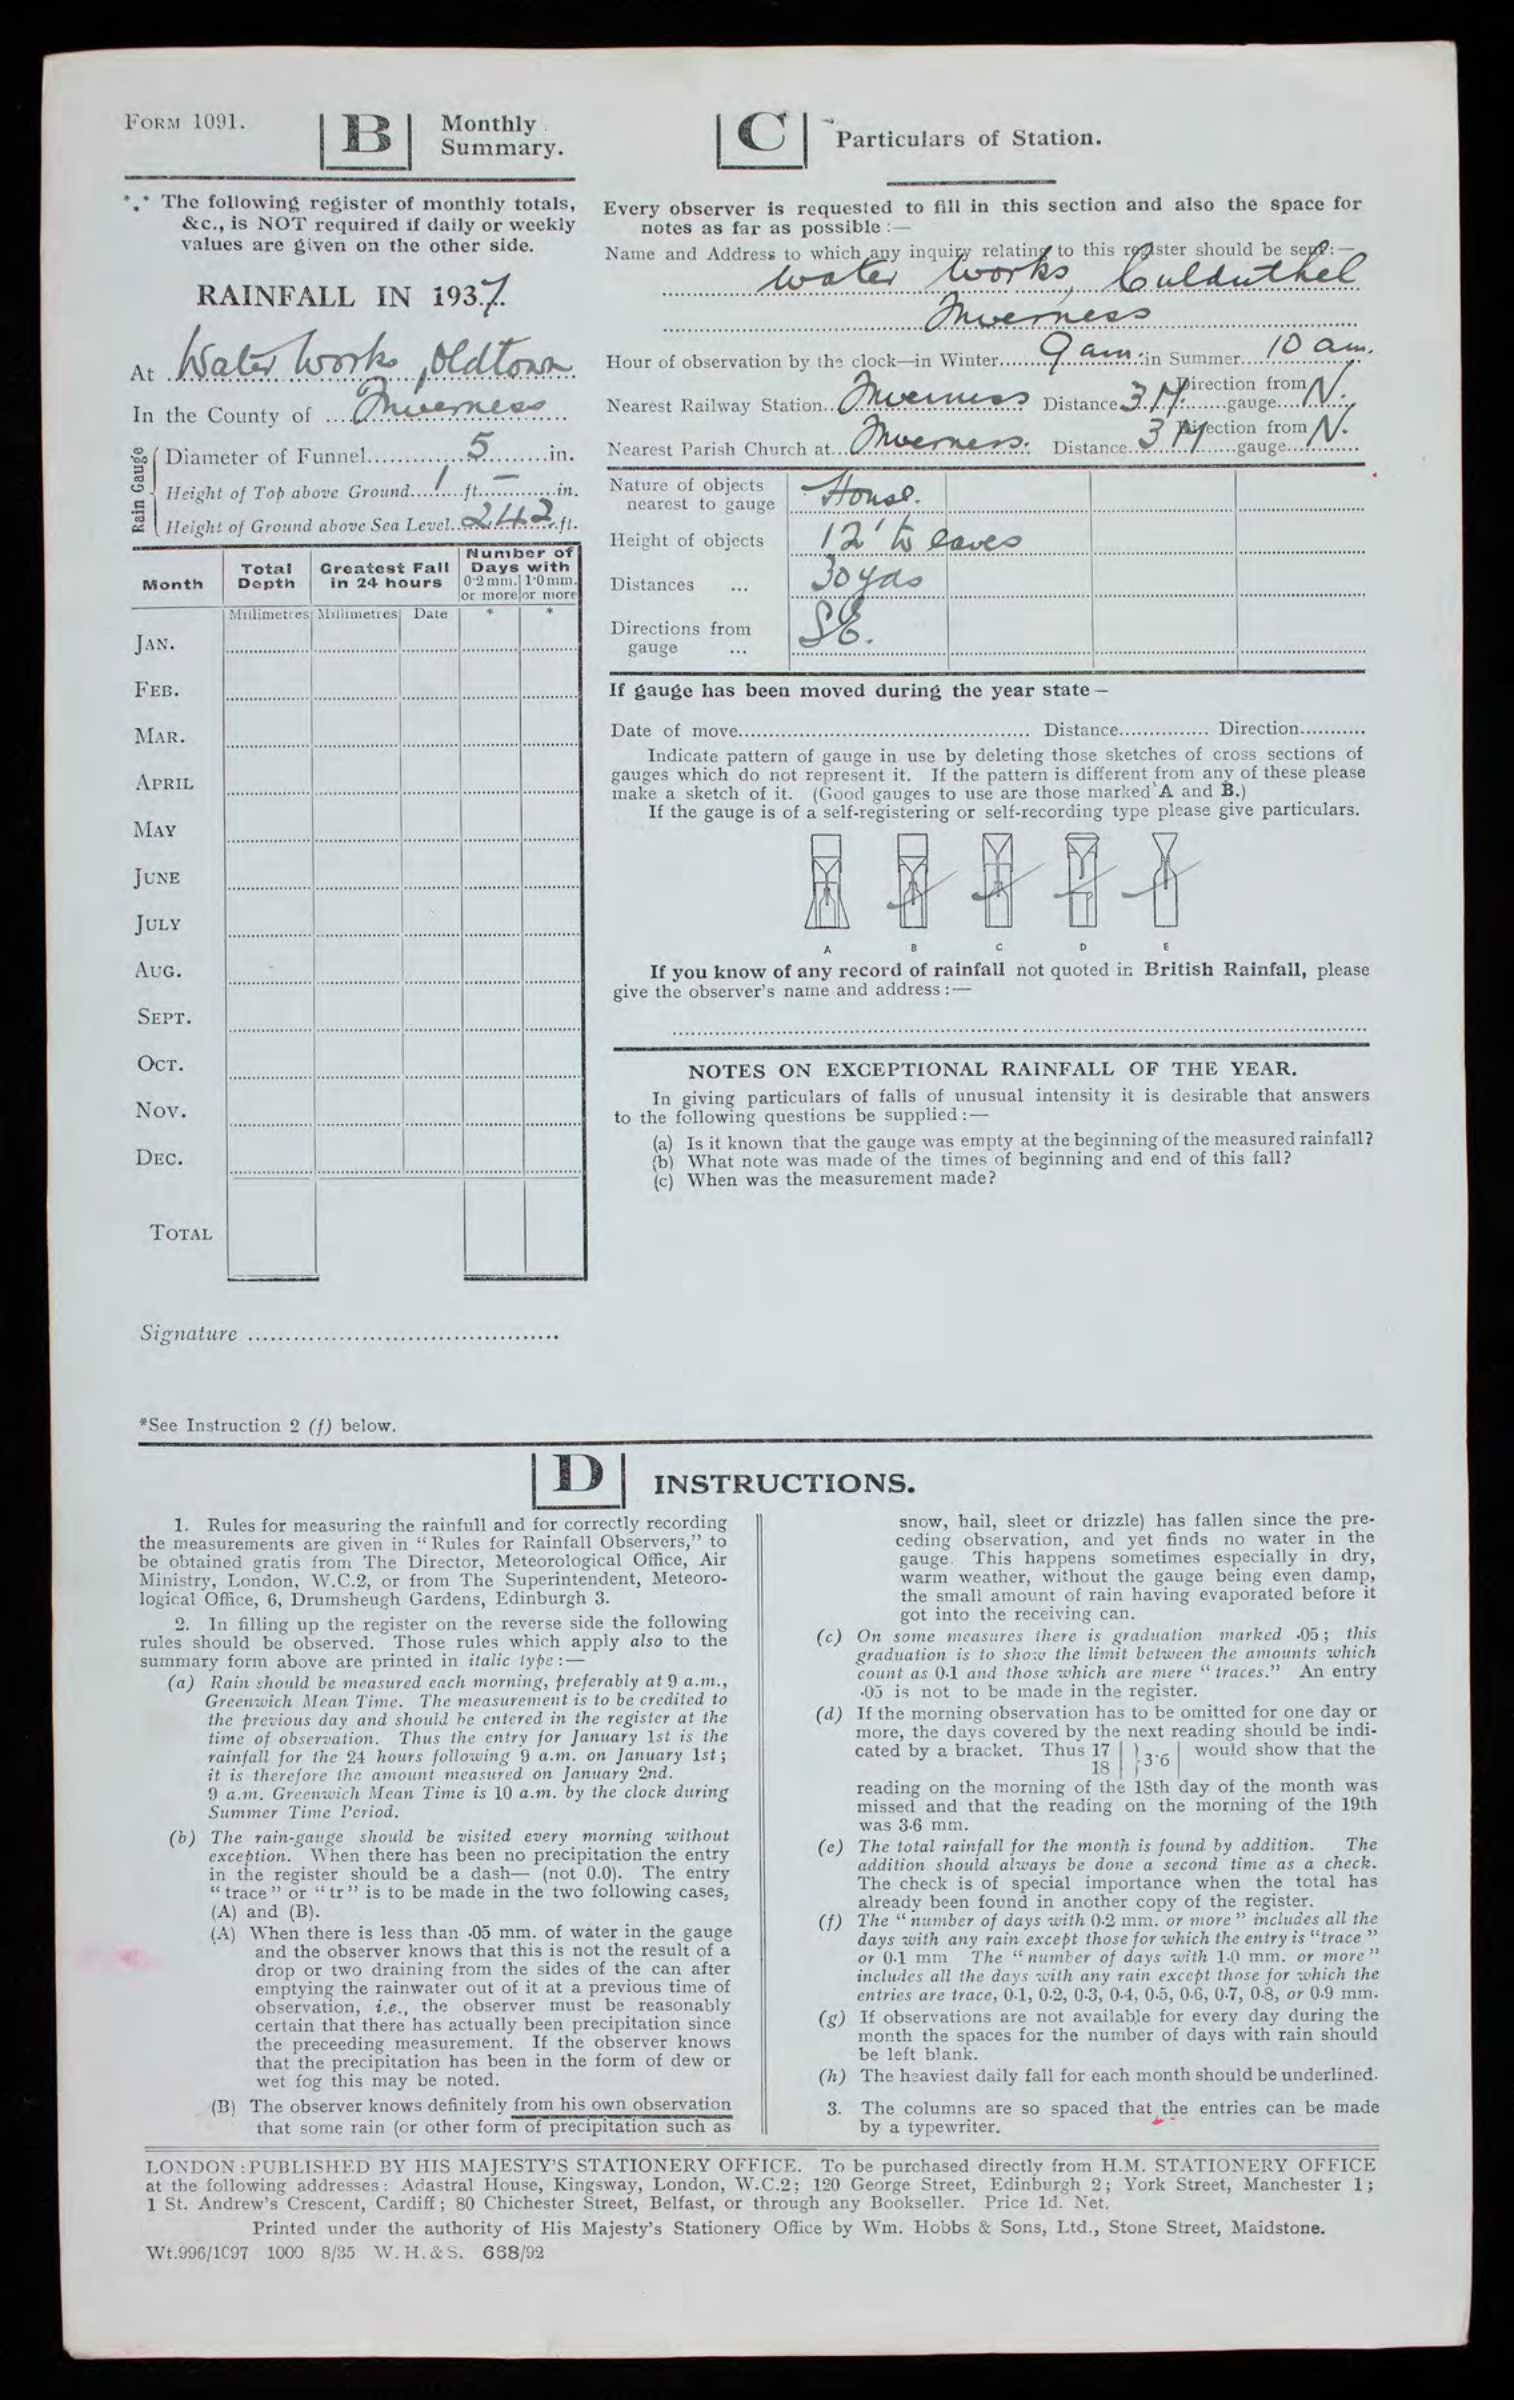 FORM 1091.
B
Monthly
Summary.
*.* The following register of monthly totals,
&c., is NOT required if daily or weekly
values are given on the other side.
RAINFALL IN 1937.
At Water Works, Oldtown
In the County of Inverness
Rain Gauge
Diameter of Funnel 5 in.
Height of Top above Ground 1 ft. — in.
Height of Ground above Sea Level 242 ft.
Month
Total Depth
Greatest Fall in 24 hours
Number of Days with
0·2 mm. or more
1·0 mm. or more
Millimetres Millimetres Date * *
JAN.
FEB.
MAR.
APRIL
MAY
JUNE
JULY
AUG.
SEPT.
OCT.
NOV.
DEC.
TOTAL
Signature
*See Instruction 2 (f) below.
C
Particulars of Station.
Every observer is requested to fill in this section and also the space for
notes as far as possible :—
Name and Address to which any inquiry relating to this register should be sent :—
Water Works, Culduthel
Inverness
Hour of observation by the clock—in Winter 9 am. in Summer 10 am.
Nearest Railway Station Inverness Distance 3 M. Direction from gauge N.
Nearest Parish Church at Inverness. Distance 3 M Direction from gauge N.
Nature of objects nearest to gauge House.
Height of objects 12' to eaves
Distances ... 30 yds
Directions from gauge ... SE.
If gauge has been moved during the year state —
Date of move Distance Direction
Indicate pattern of gauge in use by deleting those sketches of cross sections of
gauges which do not represent it. If the pattern is different from any of these please
make a sketch of it. (Good gauges to use are those marked A and B.)
If the gauge is of a self-registering or self-recording type please give particulars.
A B C D E
If you know of any record of rainfall not quoted in British Rainfall, please
give the observer's name and address :—
NOTES ON EXCEPTIONAL RAINFALL OF THE YEAR.
In giving particulars of falls of unusual intensity it is desirable that answers
to the following questions be supplied :—
(a) Is it known that the gauge was empty at the beginning of the measured rainfall?
(b) What note was made of the times of beginning and end of this fall?
(c) When was the measurement made?
D
INSTRUCTIONS.
1. Rules for measuring the rainfull and for correctly recording
the measurements are given in "Rules for Rainfall Observers," to
be obtained gratis from The Director, Meteorological Office, Air
Ministry, London, W.C.2, or from The Superintendent, Meteoro-
logical Office, 6, Drumsheugh Gardens, Edinburgh 3.
2. In filling up the register on the reverse side the following
rules should be observed. Those rules which apply also to the
summary form above are printed in italic type :—
(a) Rain should be measured each morning, preferably at 9 a.m.,
Greenwich Mean Time. The measurement is to be credited to
the previous day and should be entered in the register at the
time of observation. Thus the entry for January 1st is the
rainfall for the 24 hours following 9 a.m. on January 1st ;
it is therefore the amount measured on January 2nd.
9 a.m. Greenwich Mean Time is 10 a.m. by the clock during
Summer Time Period.
(b) The rain-gauge should be visited every morning without
exception. When there has been no precipitation the entry
in the register should be a dash— (not 0.0). The entry
"trace" or "tr" is to be made in the two following cases,
(A) and (B).
(A) When there is less than ·05 mm. of water in the gauge
and the observer knows that this is not the result of a
drop or two draining from the sides of the can after
emptying the rainwater out of it at a previous time of
observation, i.e., the observer must be reasonably
certain that there has actually been precipitation since
the preceeding measurement. If the observer knows
that the precipitation has been in the form of dew or
wet fog this may be noted.
(B) The observer knows definitely from his own observation
that some rain (or other form of precipitation such as
snow, hail, sleet or drizzle) has fallen since the pre-
ceding observation, and yet finds no water in the
gauge. This happens sometimes especially in dry,
warm weather, without the gauge being even damp,
the small amount of rain having evaporated before it
got into the receiving can.
(c) On some measures there is graduation marked ·05 ; this
graduation is to show the limit between the amounts which
count as 0·1 and those which are mere "traces." An entry
·05 is not to be made in the register.
(d) If the morning observation has to be omitted for one day or
more, the days covered by the next reading should be indi-
cated by a bracket. Thus 17 18 } 3·6 would show that the
reading on the morning of the 18th day of the month was
missed and that the reading on the morning of the 19th
was 3·6 mm.
(e) The total rainfall for the month is found by addition. The
addition should always be done a second time as a check.
The check is of special importance when the total has
already been found in another copy of the register.
(f) The "number of days with 0·2 mm. or more" includes all the
days with any rain except those for which the entry is "trace"
or 0·1 mm The "number of days with 1·0 mm. or more"
includes all the days with any rain except those for which the
entries are trace, 0·1, 0·2, 0·3, 0·4, 0·5, 0·6, 0·7, 0·8, or 0·9 mm.
(g) If observations are not available for every day during the
month the spaces for the number of days with rain should
be left blank.
(h) The heaviest daily fall for each month should be underlined.
3. The columns are so spaced that the entries can be made
by a typewriter.
LONDON : PUBLISHED BY HIS MAJESTY'S STATIONERY OFFICE. To be purchased directly from H.M. STATIONERY OFFICE
at the following addresses : Adastral House, Kingsway, London, W.C.2 ; 120 George Street, Edinburgh 2 ; York Street, Manchester 1 ;
1 St. Andrew's Crescent, Cardiff ; 80 Chichester Street, Belfast, or through any Bookseller. Price 1d. Net.
Printed under the authority of His Majesty's Stationery Office by Wm. Hobbs & Sons, Ltd., Stone Street, Maidstone.
Wt.996/1097 1000 8/35 W. H. & S. 668/92